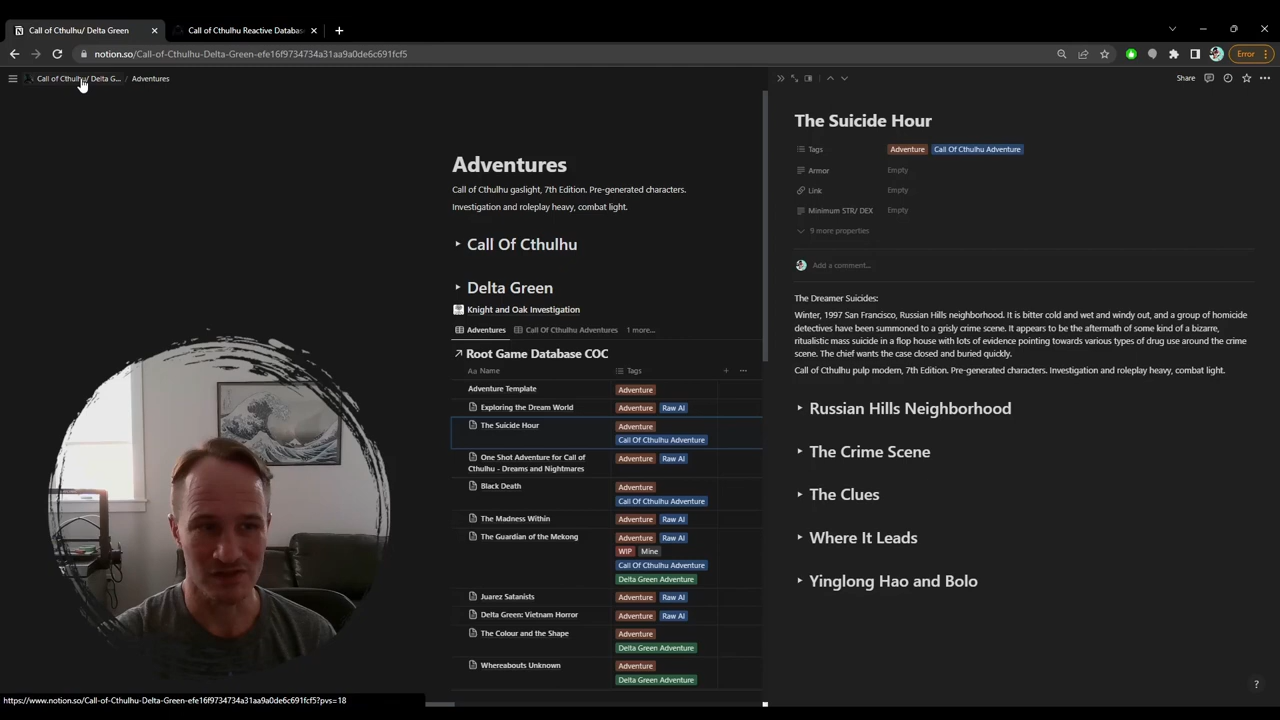 Call of Cthulhu/ Delta Green
Call of Cthulhu Reactive Databas
notion.so/Call-of-Cthulhu-Delta-Green-efe16f9734734a31aa9a0de6c691fcf5
Error
Call of Cthulhu/ Delta G... / Adventures
Share
Adventures
Call of Cthulhu gaslight, 7th Edition. Pre-generated characters.
Investigation and roleplay heavy, combat light.
Call Of Cthulhu
Delta Green
Knight and Oak Investigation
Adventures Call Of Cthulhu Adventures 1 more...
Root Game Database COC
Aa Name Tags
Adventure Template Adventure
Exploring the Dream World Adventure Raw AI
The Suicide Hour Adventure
Call Of Cthulhu Adventure
One Shot Adventure for Call of Adventure Raw AI
Cthulhu - Dreams and Nightmares
Black Death Adventure
Call Of Cthulhu Adventure
The Madness Within Adventure Raw AI
The Guardian of the Mekong Adventure Raw AI
WIP Mine
Call Of Cthulhu Adventure
Delta Green Adventure
Juarez Satanists Adventure Raw AI
Delta Green: Vietnam Horror Adventure Raw AI
The Colour and the Shape Adventure
Delta Green Adventure
Whereabouts Unknown Adventure
Delta Green Adventure
The Suicide Hour
Tags Adventure Call Of Cthulhu Adventure
Armor Empty
Link Empty
Minimum STR/ DEX Empty
9 more properties
Add a comment...
The Dreamer Suicides:
Winter, 1997 San Francisco, Russian Hills neighborhood. It is bitter cold and wet and windy out, and a group of homicide
detectives have been summoned to a grisly crime scene. It appears to be the aftermath of some kind of a bizarre,
ritualistic mass suicide in a flop house with lots of evidence pointing towards various types of drug use around the crime
scene. The chief wants the case closed and buried quickly.
Call of Cthulhu pulp modern, 7th Edition. Pre-generated characters. Investigation and roleplay heavy, combat light.
Russian Hills Neighborhood
The Crime Scene
The Clues
Where It Leads
Yinglong Hao and Bolo
https://www.notion.so/Call-of-Cthulhu-Delta-Green-efe16f9734734a31aa9a0de6c691fcf5?pvs=18
?